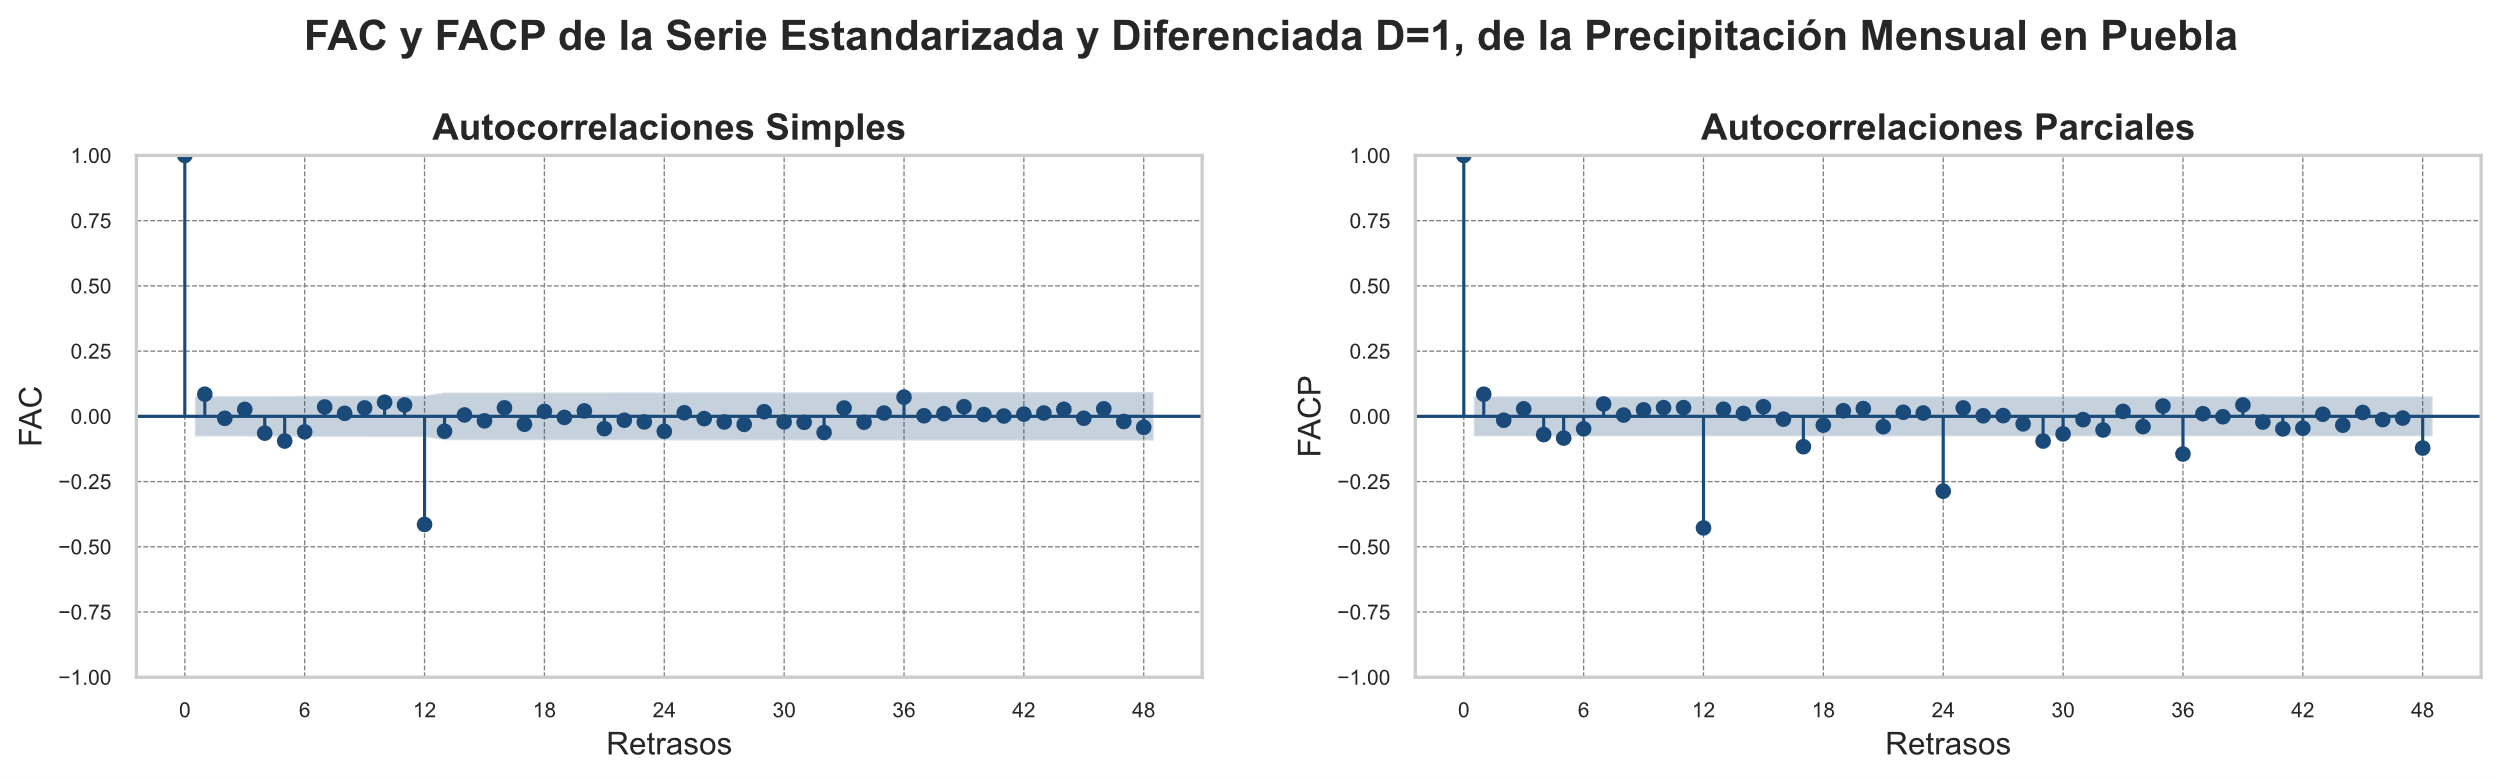 FAC y FACP de la Serie Estandarizada y Diferenciada D=1, de la Precipitación Mensual en Puebla
Autocorrelaciones Simples
1.00
0.75
0.50
0.25
0.00
−0.25
−0.50
−0.75
−1.00
FAC
0 6 12 18 24 30 36 42 48
Retrasos
Autocorrelaciones Parciales
1.00
0.75
0.50
0.25
0.00
−0.25
−0.50
−0.75
−1.00
FACP
0 6 12 18 24 30 36 42 48
Retrasos